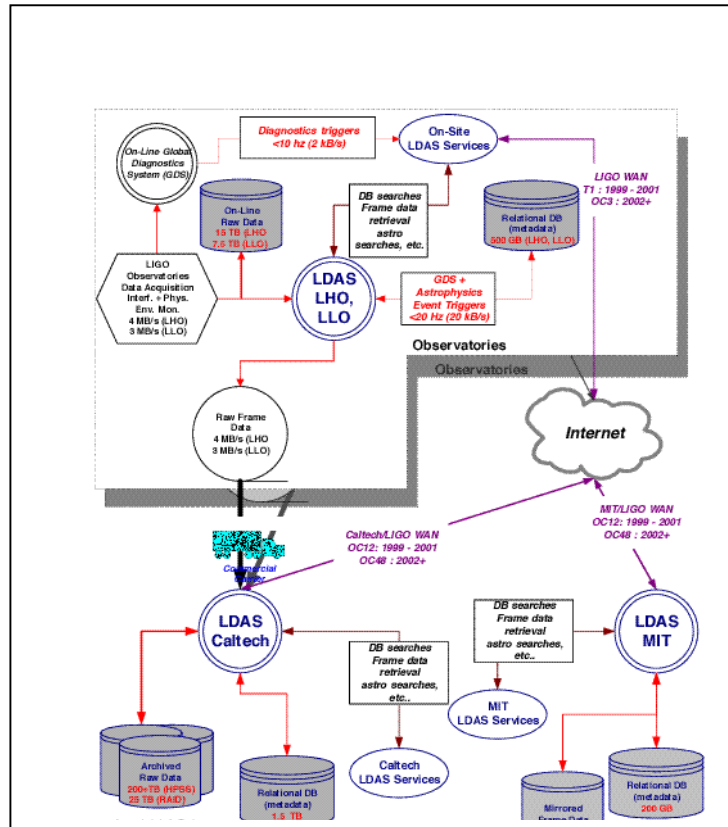 On-Line Global
Diagnostics
System (GDS)
Diagnostics triggers
<10 hz (2 kB/s)
On-Site
LDAS Services
LIGO WAN
T1 : 1999 - 2001
OC3 : 2002+
On-Line
Raw Data
15 TB (LHO
7.5 TB (LLO)
DB searches
Frame data
retrieval
astro
searches, etc.
Relational DB
(metadata)
500 GB (LHO, LLO)
LIGO
Observatories
Data Acquisition
Interf. + Phys.
Env. Mon.
4 MB/s (LHO)
3 MB/s (LLO)
LDAS
LHO,
LLO
GDS +
Astrophysics
Event Triggers
<20 Hz (20 kB/s)
Observatories
Observatories
Raw Frame
Data
4 MB/s (LHO
3 MB/s (LLO)
Internet
Caltech/LIGO WAN
OC12: 1999 - 2001
OC48 : 2002+
MIT/LIGO WAN
OC12: 1999 - 2001
OC48 : 2002+
LDAS
Caltech
DB searches
Frame data
retrieval
astro searches,
etc..
DB searches
Frame data
retrieval
astro searches,
etc..
LDAS
MIT
MIT
LDAS Services
Caltech
LDAS Services
Archived
Raw Data
200+TB (HPSS)
25 TB (RAID)
Relational DB
(metadata)
1.5 TB
Mirrored
Frame Data
Relational DB
(metadata)
200 GB